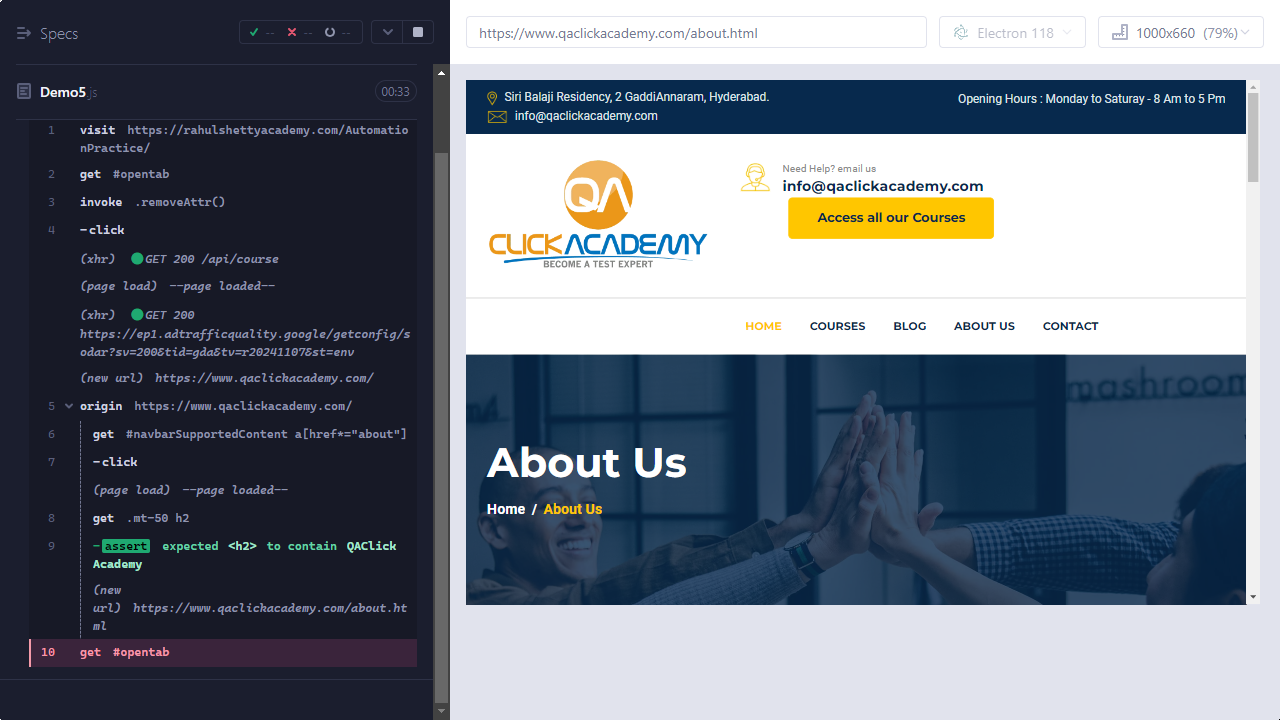 Specs
-- -- --
Demo5.js
00:33
1 visit https://rahulshettyacademy.com/Automatio
nPractice/
2 get #opentab
3 invoke .removeAttr()
4 -click
(xhr) GET 200 /api/course
(page load) --page loaded--
(xhr) GET 200
https://ep1.adtrafficquality.google/getconfig/s
odar?sv=200&tid=gda&tv=r20241107&st=env
(new url) https://www.qaclickacademy.com/
5 origin https://www.qaclickacademy.com/
6 get #navbarSupportedContent a[href*="about"]
7 -click
(page load) --page loaded--
8 get .mt-50 h2
9 -assert expected <h2> to contain QAClick
Academy
(new
url) https://www.qaclickacademy.com/about.ht
ml
10 get #opentab
https://www.qaclickacademy.com/about.html
Electron 118
1000x660 (79%)
Siri Balaji Residency, 2 GaddiAnnaram, Hyderabad.
info@qaclickacademy.com
Opening Hours : Monday to Saturay - 8 Am to 5 Pm
QA
CLICKACADEMY
BECOME A TEST EXPERT
Need Help? email us
info@qaclickacademy.com
Access all our Courses
HOME COURSES BLOG ABOUT US CONTACT
mashroom
About Us
Home / About Us